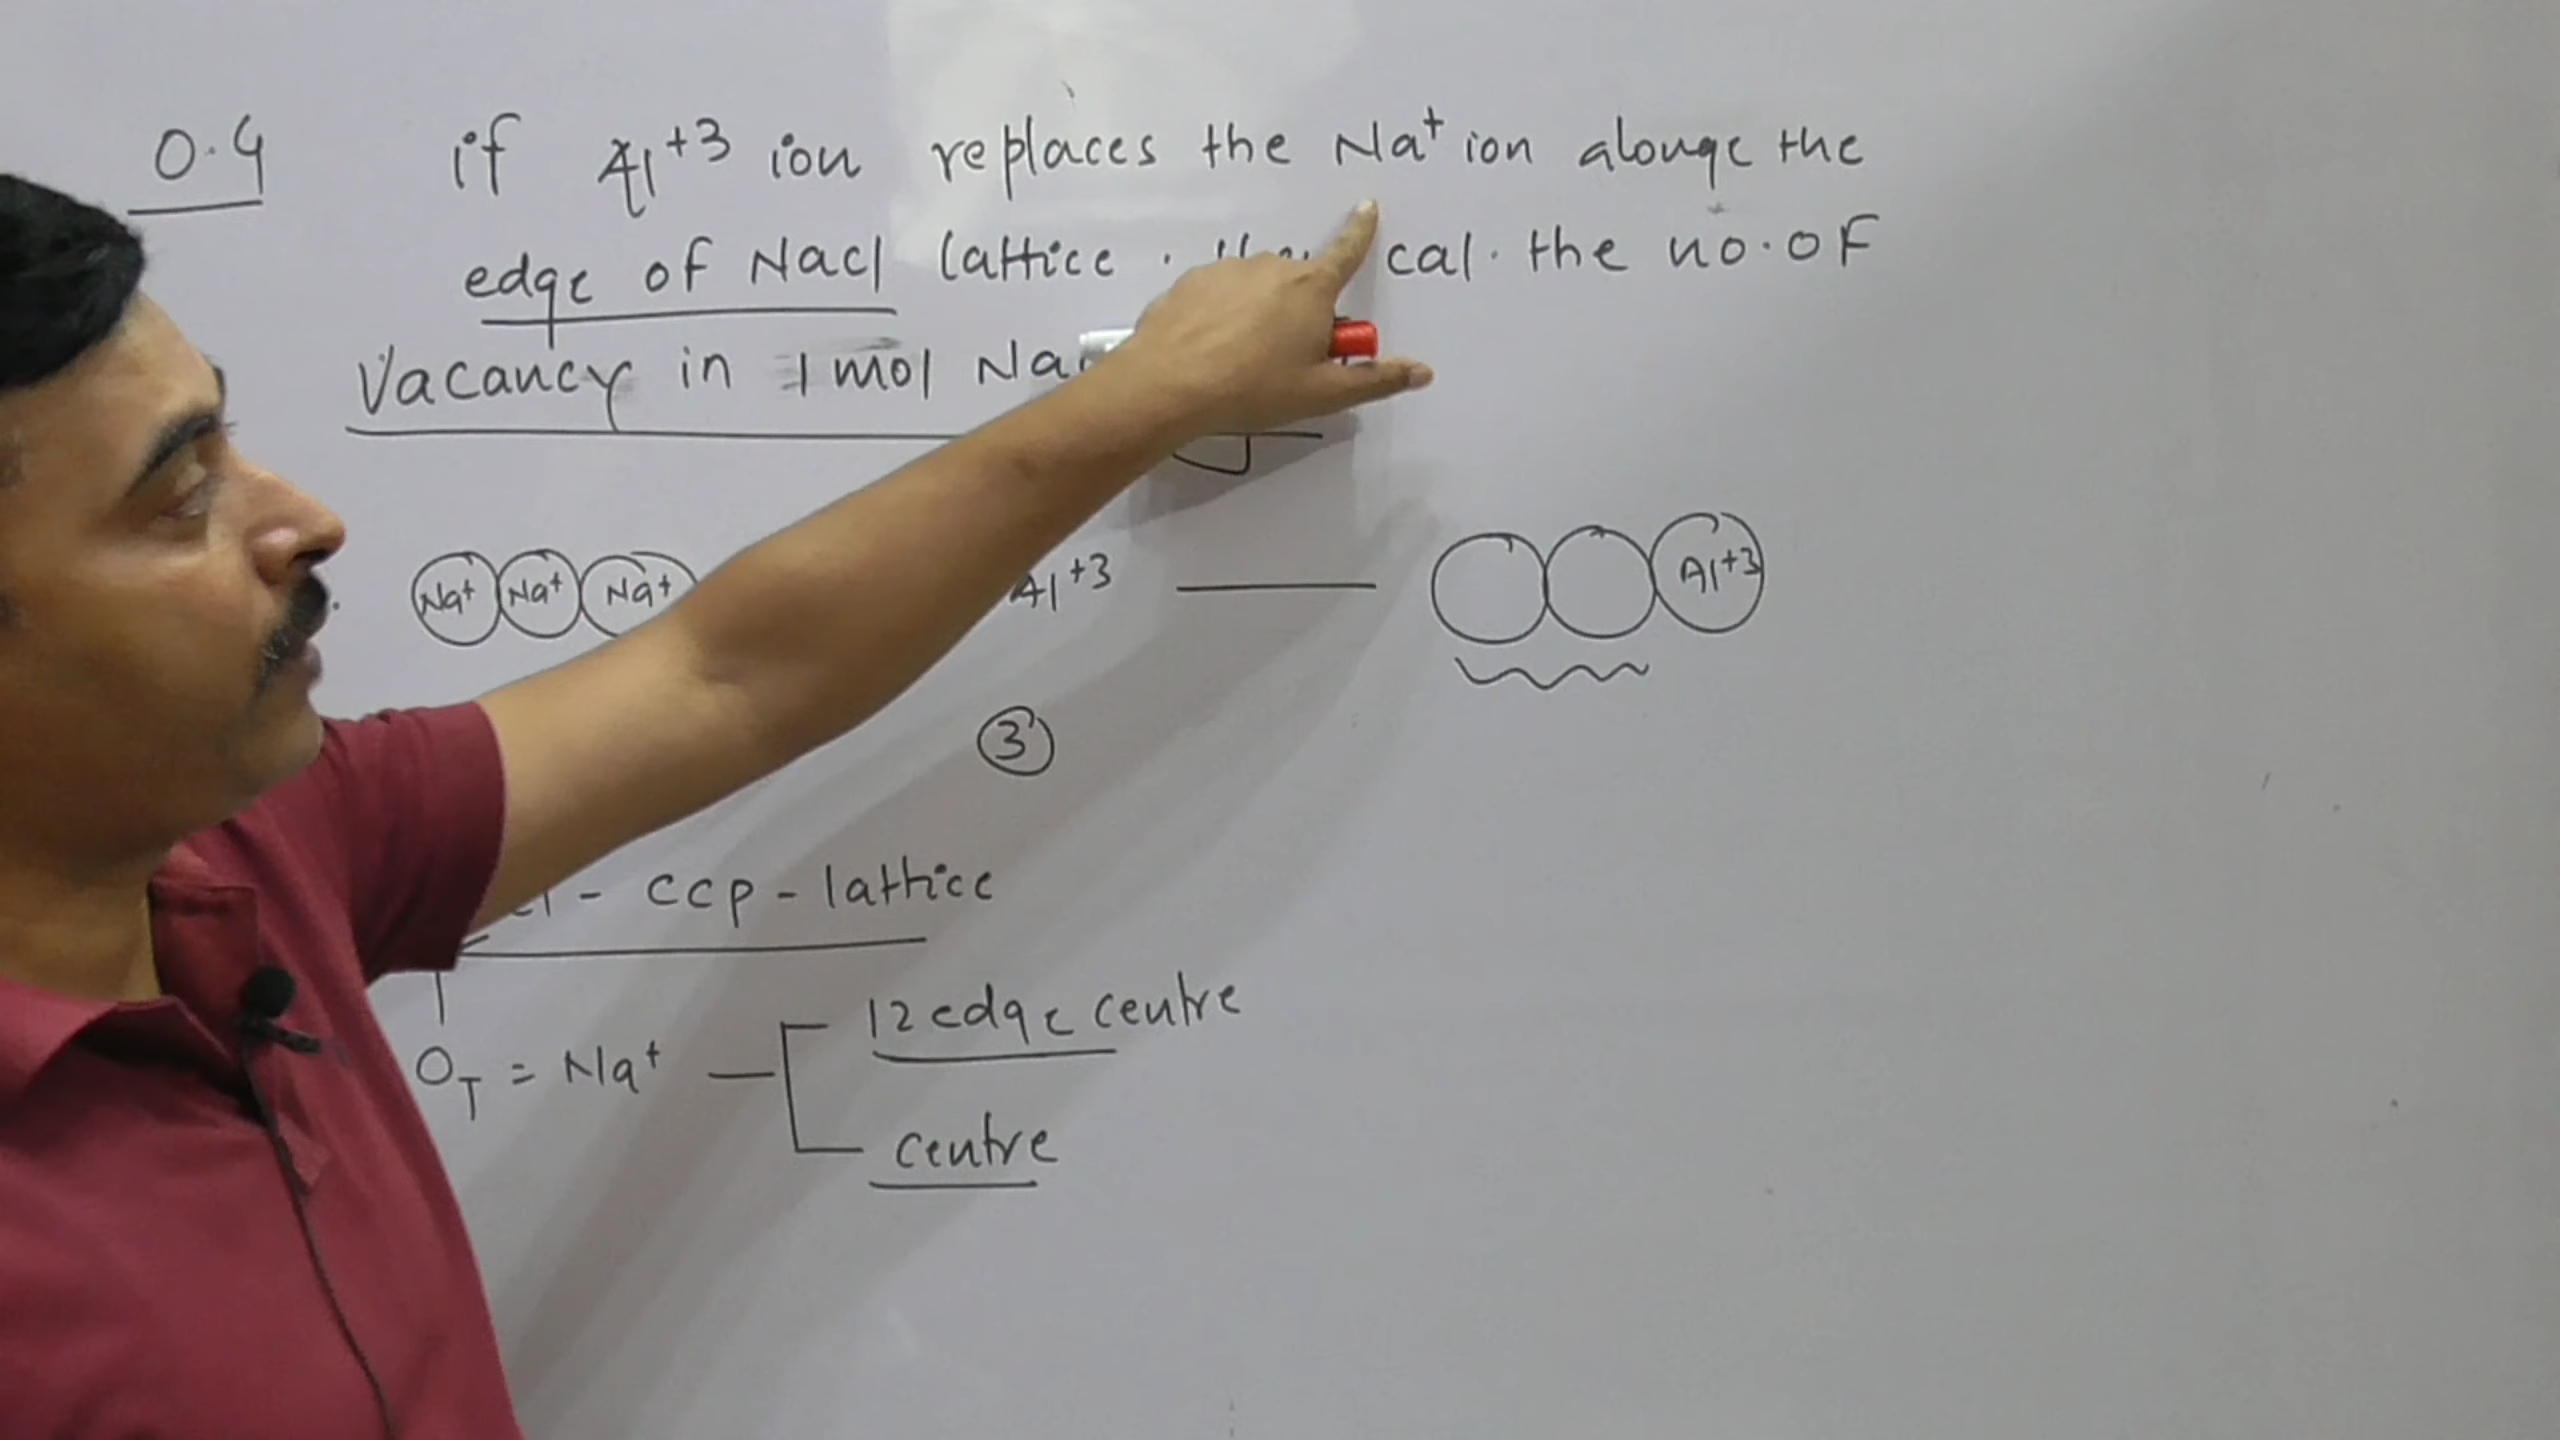 Q.4 if Al+3 ion replaces the Na+ ion alouge the
edge of Nacl lattice. cal. the no. of
Vacancy in 1 mol
Na+ Na+ Na+ Al+3 Al+3
3
- ccp - lattice
OT = Na+ 12 edge centre
centre